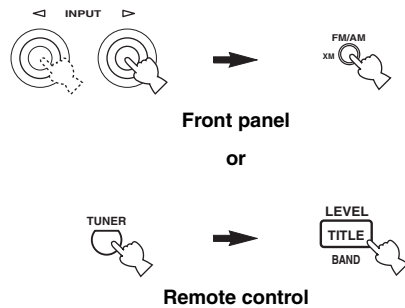 INPUT
FM/AM
XM
Front panel
or
TUNER
LEVEL
TITLE
BAND
Remote control